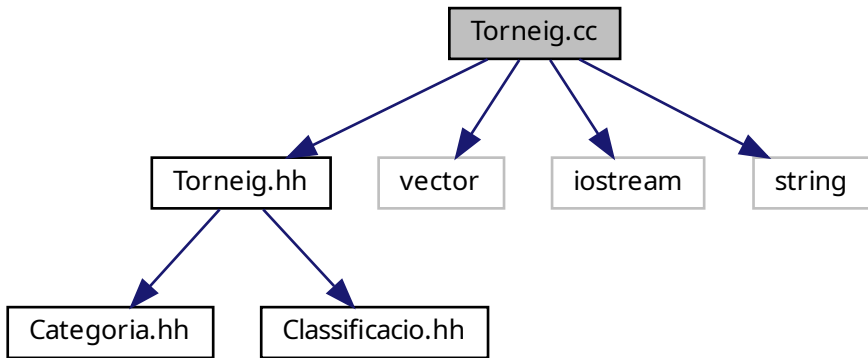 Torneig.cc
Torneig.hh
vector
iostream
string
Categoria.hh
Classificacio.hh